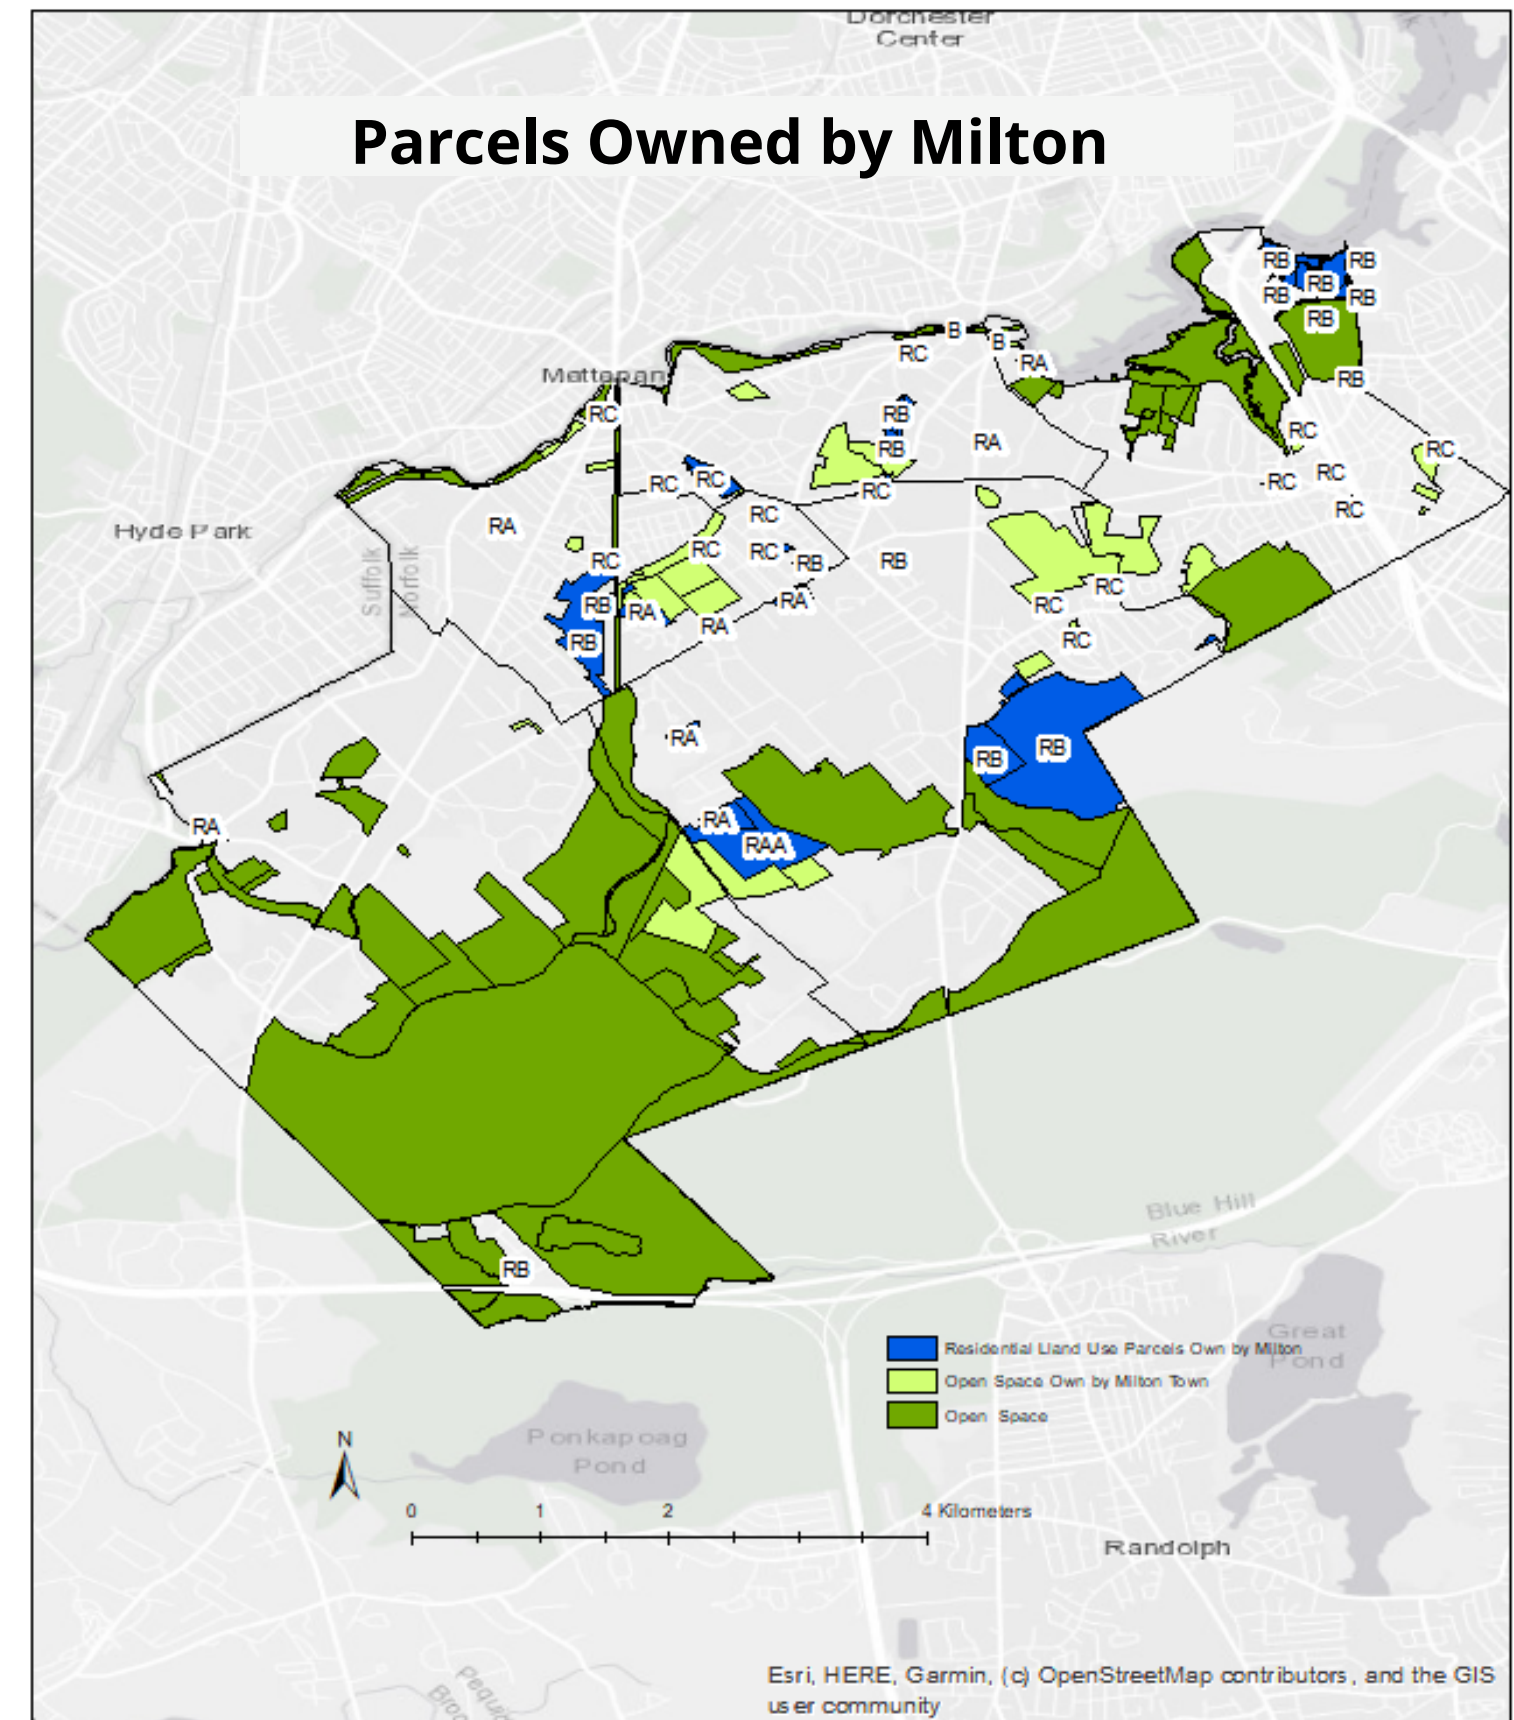 Dorchester
Center
Parcels Owned by Milton
RB
RB
RB
RB
RB
RB
B
B
RC
RA
Mattapan
RB
RC
RB
RA
RC
RB
RC
RC
RC
RC
RC
RC
RC
RA
RC
Hyde Park
Suffolk
Norfolk
RC
RC
RC
RB
RB
RC
RA
RB
RA
RC
RA
RB
RC
RA
RB
RB
RA
RA
RAA
RB
Blue Hill
River
Great
Pond
Residential Lland Use Parcels Own by Milton
Open Space Own by Milton Town
Open Space
Ponkapoag
Pond
N
0 1 2 4 Kilometers
Randolph
Esri, HERE, Garmin, (c) OpenStreetMap contributors, and the GIS
user community